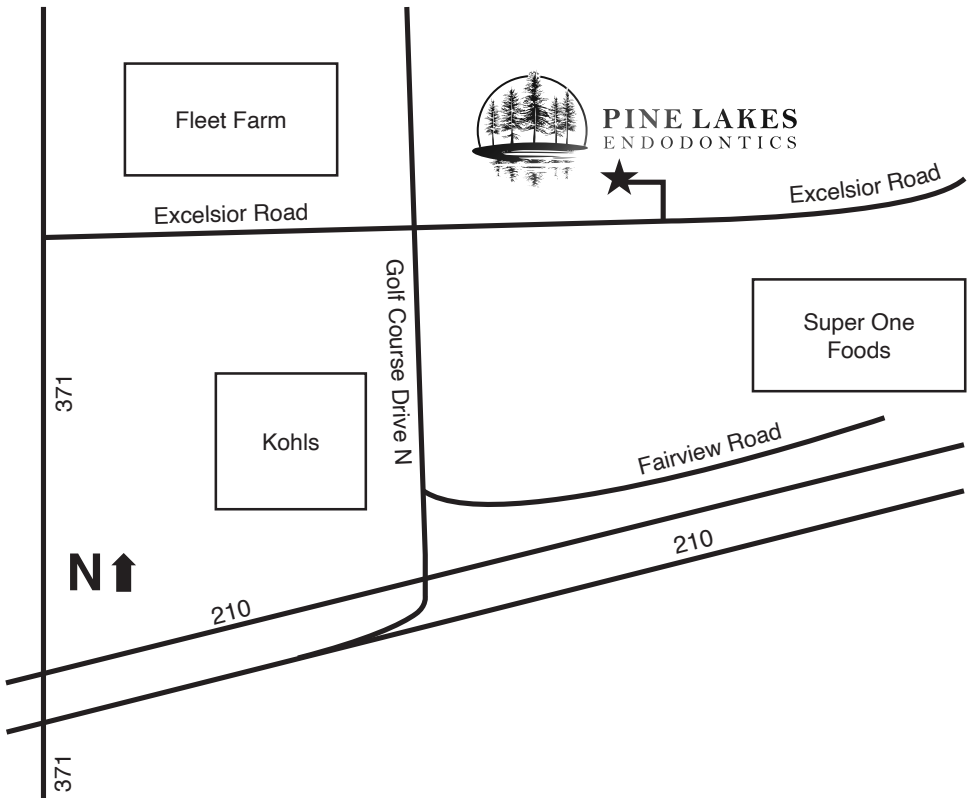 Fleet Farm
PINE LAKES
ENDODONTICS
Excelsior Road
Excelsior Road
Golf Course Drive N
Super One
Foods
371
Kohls
Fairview Road
N
210
210
371